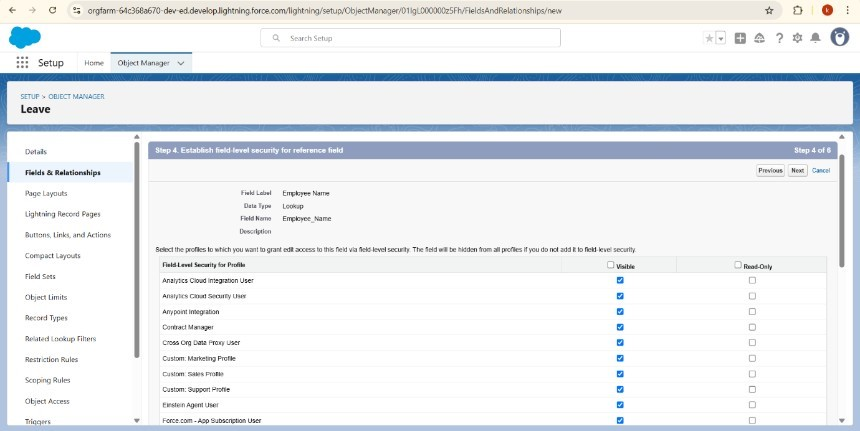 orgfarm-64c368a670-dev-ed.develop.lightning.force.com/lightning/setup/ObjectManager/01IgL000000z5Fh/FieldsAndRelationships/new
Search Setup
Setup Home Object Manager
SETUP > OBJECT MANAGER
Leave
Details
Fields & Relationships
Page Layouts
Lightning Record Pages
Buttons, Links, and Actions
Compact Layouts
Field Sets
Object Limits
Record Types
Related Lookup Filters
Restriction Rules
Scoping Rules
Object Access
Triggers
Step 4. Establish field-level security for reference field Step 4 of 6
Previous Next Cancel
Field Label Employee Name
Data Type Lookup
Field Name Employee_Name
Description
Select the profiles to which you want to grant edit access to this field via field-level security. The field will be hidden from all profiles if you do not add it to field-level security.
Field-Level Security for Profile Visible Read-Only
Analytics Cloud Integration User
Analytics Cloud Security User
Anypoint Integration
Contract Manager
Cross Org Data Proxy User
Custom: Marketing Profile
Custom: Sales Profile
Custom: Support Profile
Einstein Agent User
Force.com - App Subscription User